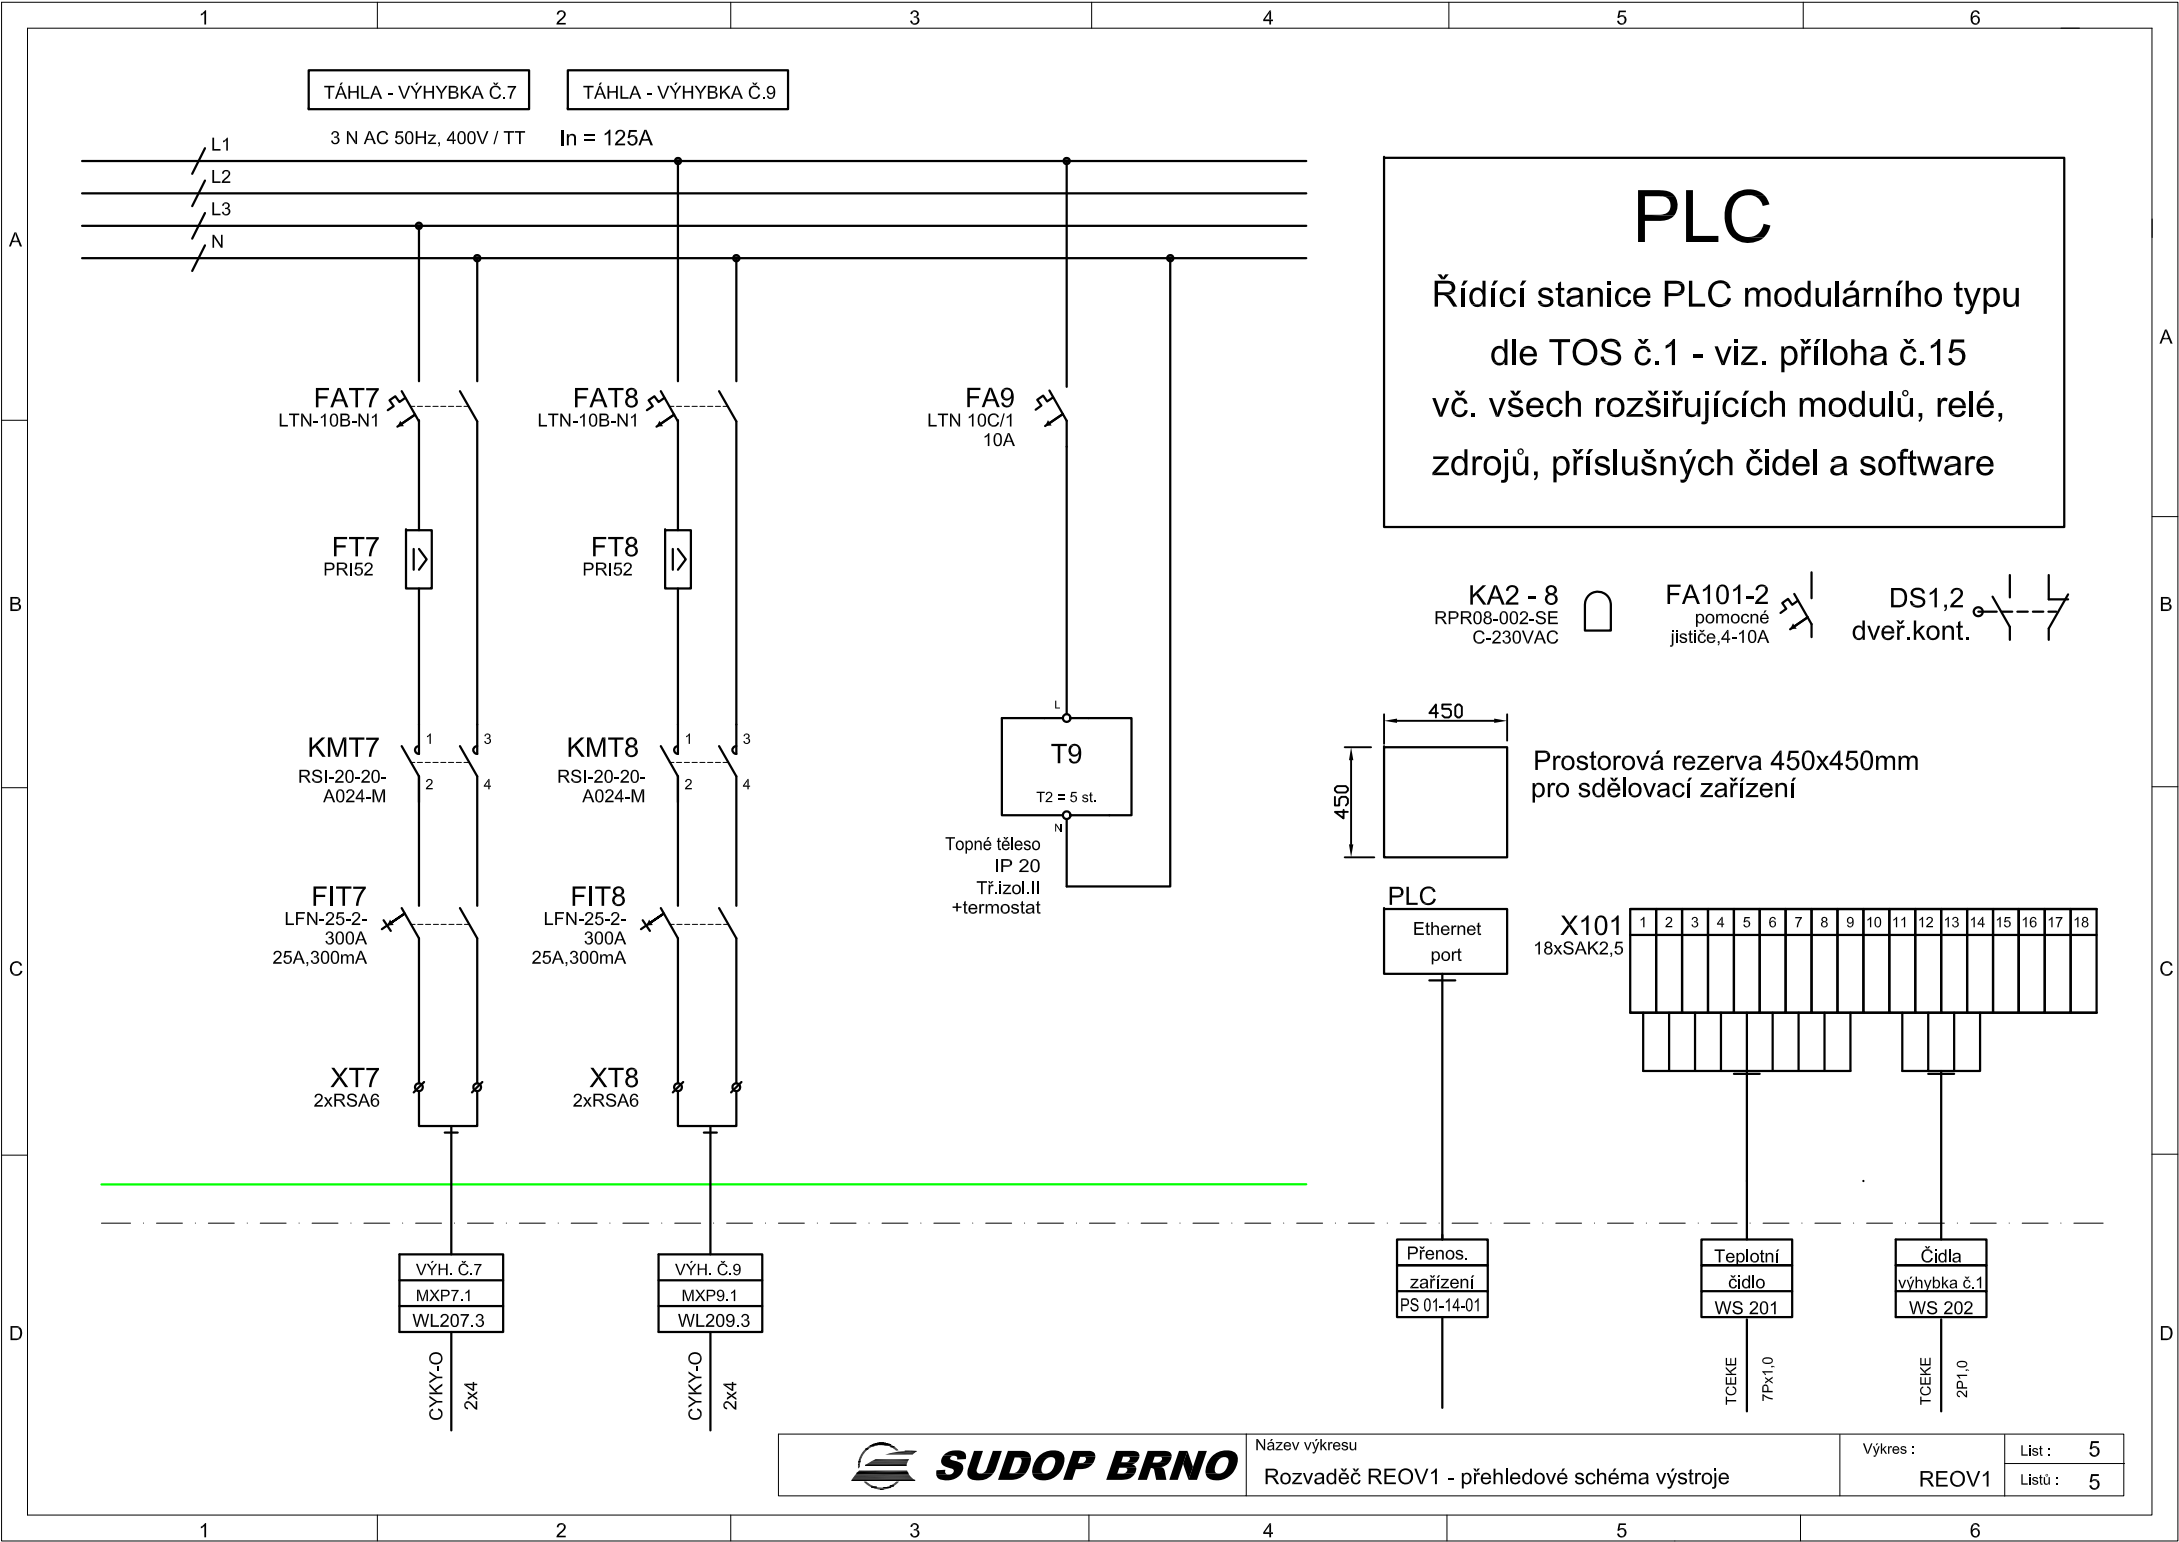 1 2 3 4 5 6
TÁHLA - VÝHYBKA Č.7
TÁHLA - VÝHYBKA Č.9
3 N AC 50Hz, 400V / TT
In = 125A
L1
L2
L3
N
A
A
B
B
C
C
D
D
FAT7
LTN-10B-N1
FT7
PRI52
KMT7
RSI-20-20-
A024-M
1
3
2
4
FIT7
LFN-25-2-
300A
25A,300mA
XT7
2xRSA6
VÝH. Č.7
MXP7.1
WL207.3
CYKY-O
2x4
FAT8
LTN-10B-N1
FT8
PRI52
KMT8
RSI-20-20-
A024-M
1
3
2
4
FIT8
LFN-25-2-
300A
25A,300mA
XT8
2xRSA6
VÝH. Č.9
MXP9.1
WL209.3
CYKY-O
2x4
FA9
LTN 10C/1
10A
L
T9
T2 = 5 st.
N
Topné těleso
IP 20
Tř.izol.II
+termostat
PLC
Řídící stanice PLC modulárního typu
dle TOS č.1 - viz. příloha č.15
vč. všech rozšiřujících modulů, relé,
zdrojů, příslušných čidel a software
KA2 - 8
RPR08-002-SE
C-230VAC
FA101-2
pomocné
jističe,4-10A
DS1,2
dveř.kont.
450
450
Prostorová rezerva 450x450mm
pro sdělovací zařízení
PLC
Ethernet
port
X101
18xSAK2,5
1 2 3 4 5 6 7 8 9 10 11 12 13 14 15 16 17 18
Přenos.
zařízení
PS 01-14-01
Teplotní
čidlo
WS 201
TCEKE
7Px1,0
Čidla
výhybka č.1
WS 202
TCEKE
2P1,0
SUDOP BRNO
Název výkresu
Rozvaděč REOV1 - přehledové schéma výstroje
Výkres :
REOV1
List : 5
Listů : 5
1 2 3 4 5 6